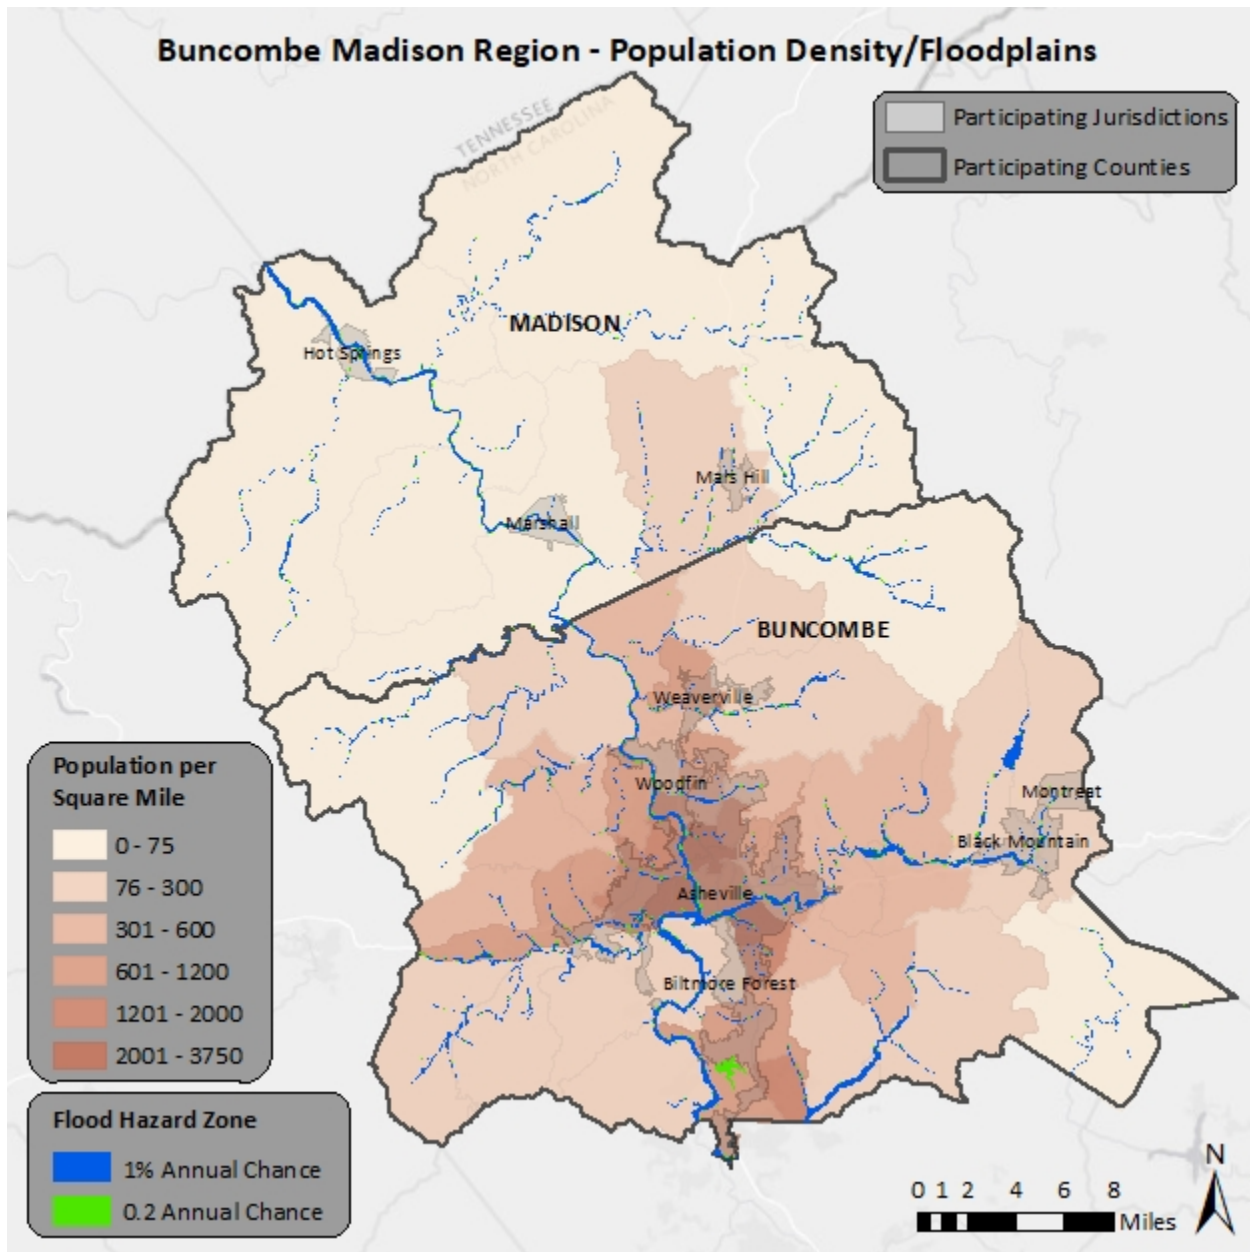 Buncombe Madison Region - Population Density/Floodplains
Participating Jurisdictions
Participating Counties
TENNESSEE
NORTH CAROLINA
MADISON
Hot Springs
Mars Hill
Marshall
BUNCOMBE
Weaverville
Woodfin
Montreat
Black Mountain
Asheville
Biltmore Forest
Population per
Square Mile
0 - 75
76 - 300
301 - 600
601 - 1200
1201 - 2000
2001 - 3750
Flood Hazard Zone
1% Annual Chance
0.2 Annual Chance
N
0 1 2 4 6 8
Miles